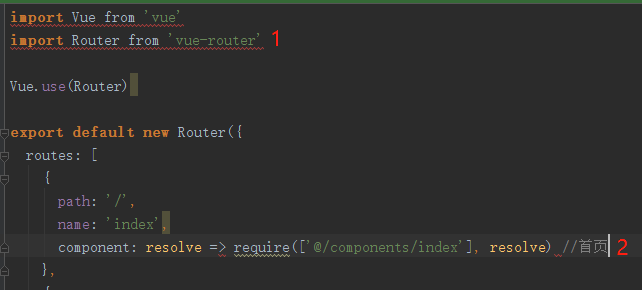 import Vue from 'vue'
import Router from 'vue-router' 1
Vue.use(Router)
export default new Router({
routes: [
{
path: '/',
name: 'index',
component: resolve => require(['@/components/index'], resolve) //首页 2
},
{